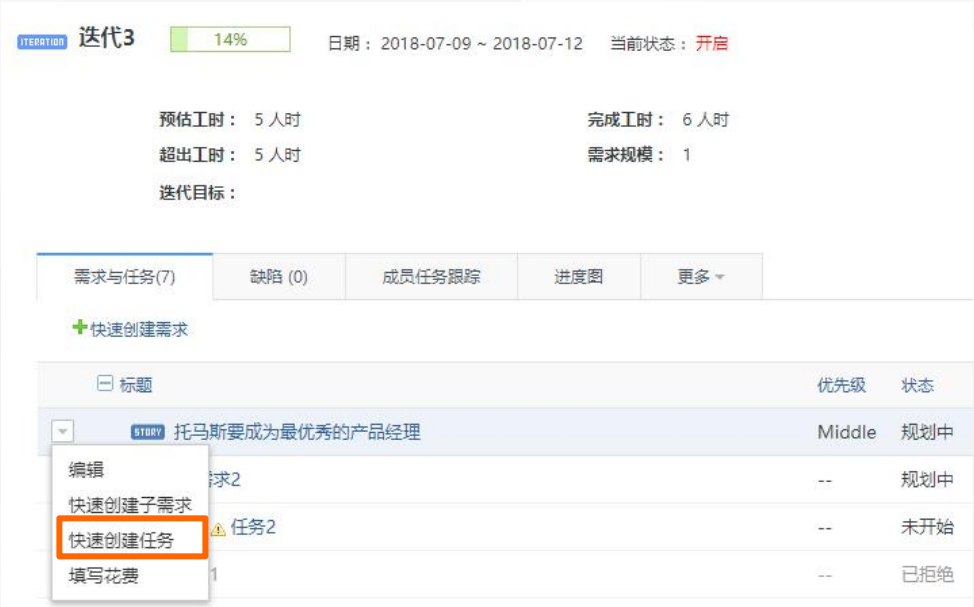 ITERATION 迭代3 14% 日期：2018-07-09 ~ 2018-07-12 当前状态：开启
预估工时： 5 人时 完成工时： 6 人时
超出工时： 5 人时 需求规模： 1
迭代目标：
需求与任务(7) 缺陷 (0) 成员任务跟踪 进度图 更多
快速创建需求
标题 优先级 状态
STORY 托马斯要成为最优秀的产品经理 Middle 规划中
编辑
求2 -- 规划中
快速创建子需求
任务2 -- 未开始
快速创建任务
填写花费
1 -- 已拒绝